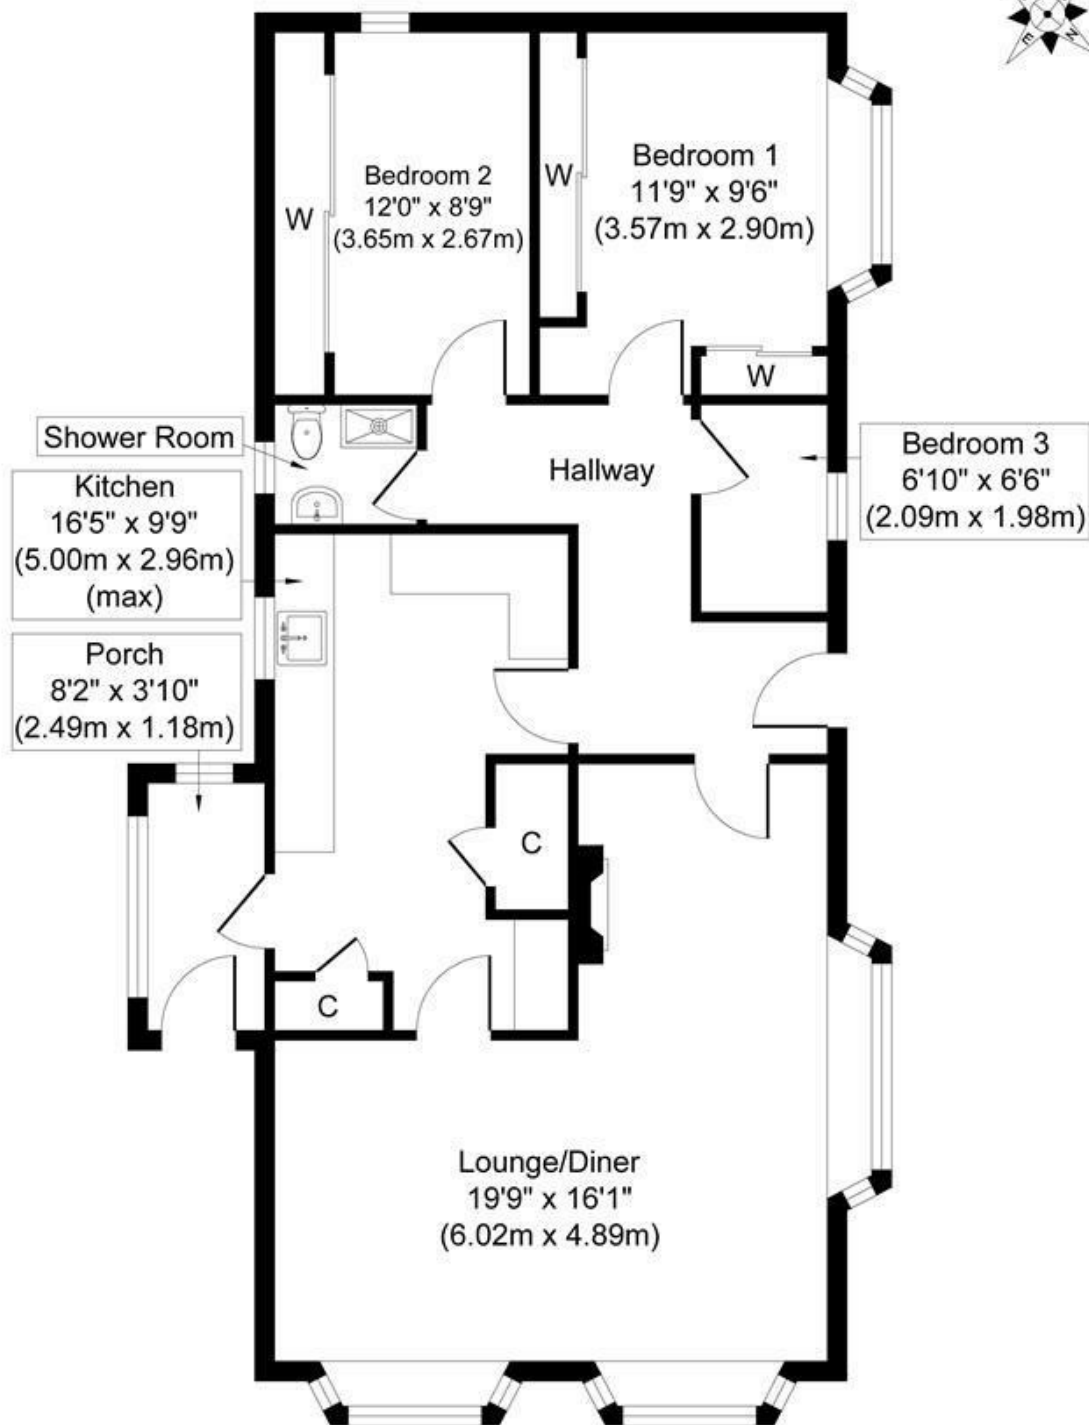 E
N
Bedroom 2
12'0" x 8'9"
(3.65m x 2.67m)
W
Bedroom 1
11'9" x 9'6"
(3.57m x 2.90m)
W
W
Shower Room
Hallway
Bedroom 3
6'10" x 6'6"
(2.09m x 1.98m)
Kitchen
16'5" x 9'9"
(5.00m x 2.96m)
(max)
Porch
8'2" x 3'10"
(2.49m x 1.18m)
C
C
Lounge/Diner
19'9" x 16'1"
(6.02m x 4.89m)